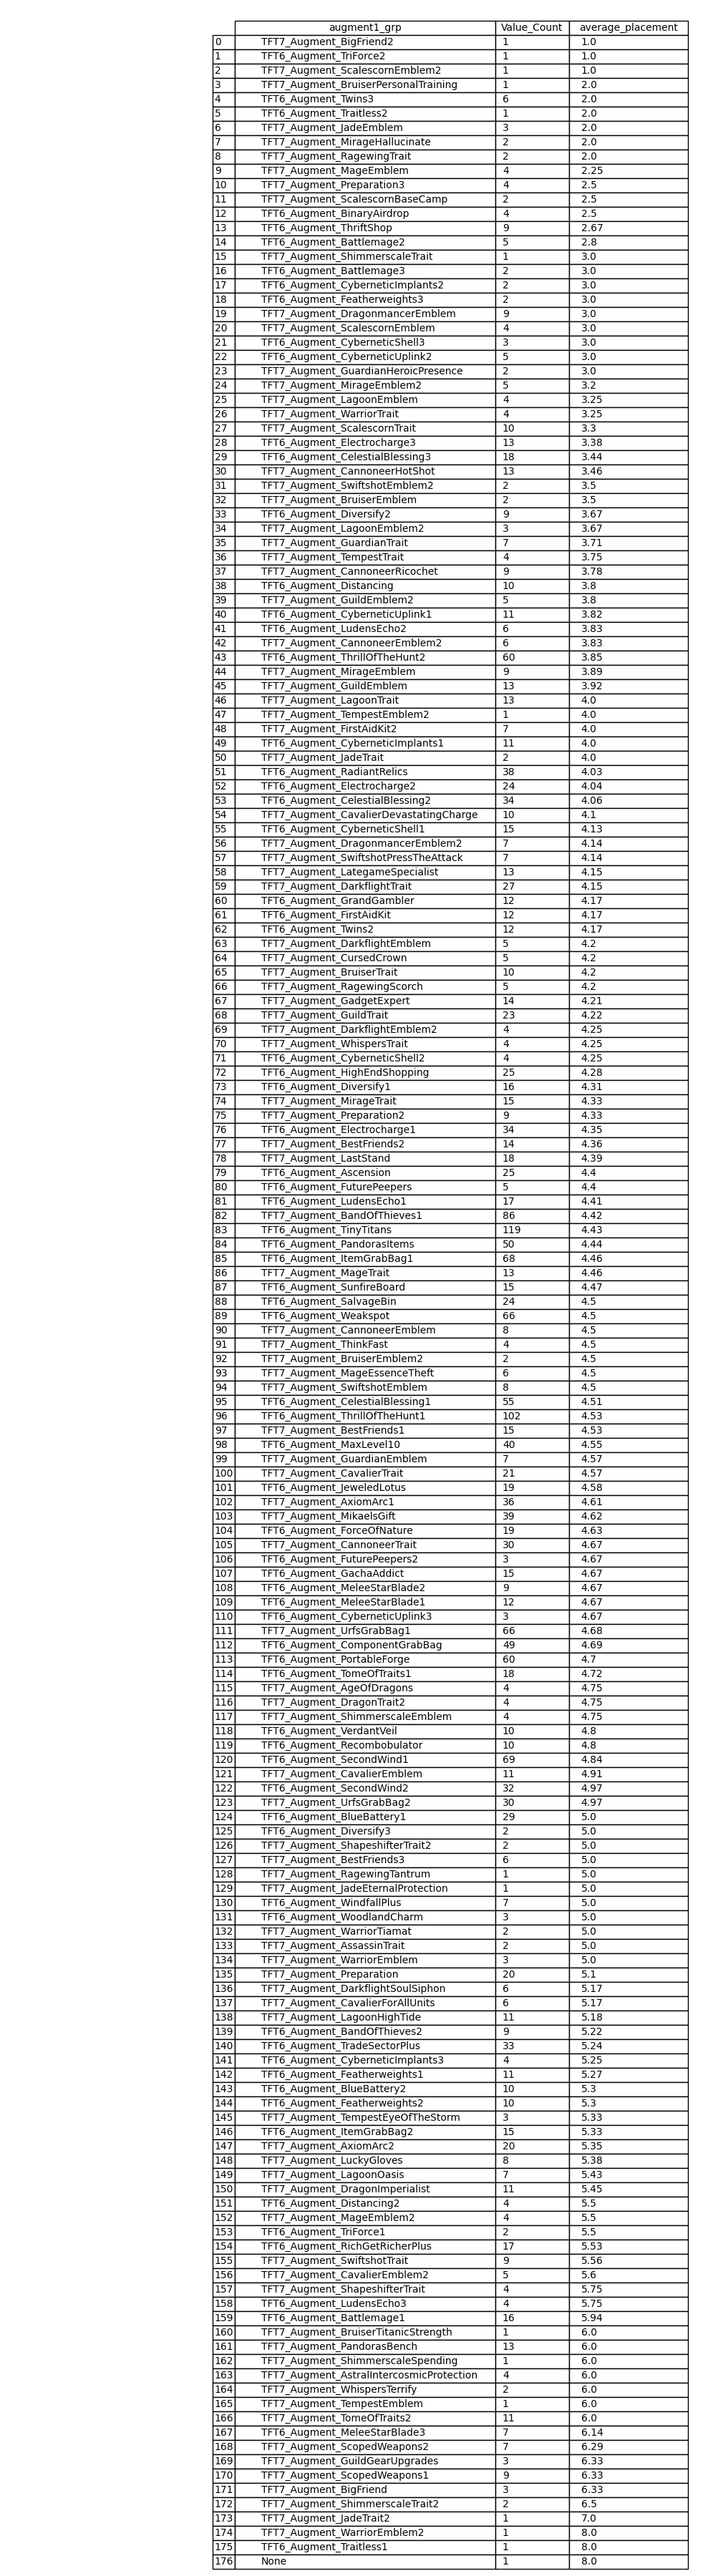 augment1_grp Value_Count average_placement
0 TFT7_Augment_BigFriend2 1 1.0
1 TFT6_Augment_TriForce2 1 1.0
2 TFT7_Augment_ScalescornEmblem2 1 1.0
3 TFT7_Augment_BruiserPersonalTraining 1 2.0
4 TFT6_Augment_Twins3 6 2.0
5 TFT6_Augment_Traitless2 1 2.0
6 TFT7_Augment_JadeEmblem 3 2.0
7 TFT7_Augment_MirageHallucinate 2 2.0
8 TFT7_Augment_RagewingTrait 2 2.0
9 TFT7_Augment_MageEmblem 4 2.25
10 TFT7_Augment_Preparation3 4 2.5
11 TFT7_Augment_ScalescornBaseCamp 2 2.5
12 TFT6_Augment_BinaryAirdrop 4 2.5
13 TFT6_Augment_ThriftShop 9 2.67
14 TFT6_Augment_Battlemage2 5 2.8
15 TFT7_Augment_ShimmerscaleTrait 1 3.0
16 TFT6_Augment_Battlemage3 2 3.0
17 TFT6_Augment_CyberneticImplants2 2 3.0
18 TFT6_Augment_Featherweights3 2 3.0
19 TFT7_Augment_DragonmancerEmblem 9 3.0
20 TFT7_Augment_ScalescornEmblem 4 3.0
21 TFT6_Augment_CyberneticShell3 3 3.0
22 TFT6_Augment_CyberneticUplink2 5 3.0
23 TFT7_Augment_GuardianHeroicPresence 2 3.0
24 TFT7_Augment_MirageEmblem2 5 3.2
25 TFT7_Augment_LagoonEmblem 4 3.25
26 TFT7_Augment_WarriorTrait 4 3.25
27 TFT7_Augment_ScalescornTrait 10 3.3
28 TFT6_Augment_Electrocharge3 13 3.38
29 TFT6_Augment_CelestialBlessing3 18 3.44
30 TFT7_Augment_CannoneerHotShot 13 3.46
31 TFT7_Augment_SwiftshotEmblem2 2 3.5
32 TFT7_Augment_BruiserEmblem 2 3.5
33 TFT6_Augment_Diversify2 9 3.67
34 TFT7_Augment_LagoonEmblem2 3 3.67
35 TFT7_Augment_GuardianTrait 7 3.71
36 TFT7_Augment_TempestTrait 4 3.75
37 TFT7_Augment_CannoneerRicochet 9 3.78
38 TFT6_Augment_Distancing 10 3.8
39 TFT7_Augment_GuildEmblem2 5 3.8
40 TFT6_Augment_CyberneticUplink1 11 3.82
41 TFT6_Augment_LudensEcho2 6 3.83
42 TFT7_Augment_CannoneerEmblem2 6 3.83
43 TFT6_Augment_ThrillOfTheHunt2 60 3.85
44 TFT7_Augment_MirageEmblem 9 3.89
45 TFT7_Augment_GuildEmblem 13 3.92
46 TFT7_Augment_LagoonTrait 13 4.0
47 TFT7_Augment_TempestEmblem2 1 4.0
48 TFT7_Augment_FirstAidKit2 7 4.0
49 TFT6_Augment_CyberneticImplants1 11 4.0
50 TFT7_Augment_JadeTrait 2 4.0
51 TFT6_Augment_RadiantRelics 38 4.03
52 TFT6_Augment_Electrocharge2 24 4.04
53 TFT6_Augment_CelestialBlessing2 34 4.06
54 TFT7_Augment_CavalierDevastatingCharge 10 4.1
55 TFT6_Augment_CyberneticShell1 15 4.13
56 TFT7_Augment_DragonmancerEmblem2 7 4.14
57 TFT7_Augment_SwiftshotPressTheAttack 7 4.14
58 TFT7_Augment_LategameSpecialist 13 4.15
59 TFT7_Augment_DarkflightTrait 27 4.15
60 TFT6_Augment_GrandGambler 12 4.17
61 TFT6_Augment_FirstAidKit 12 4.17
62 TFT6_Augment_Twins2 12 4.17
63 TFT7_Augment_DarkflightEmblem 5 4.2
64 TFT7_Augment_CursedCrown 5 4.2
65 TFT7_Augment_BruiserTrait 10 4.2
66 TFT7_Augment_RagewingScorch 5 4.2
67 TFT7_Augment_GadgetExpert 14 4.21
68 TFT7_Augment_GuildTrait 23 4.22
69 TFT7_Augment_DarkflightEmblem2 4 4.25
70 TFT7_Augment_WhispersTrait 4 4.25
71 TFT6_Augment_CyberneticShell2 4 4.25
72 TFT6_Augment_HighEndShopping 25 4.28
73 TFT6_Augment_Diversify1 16 4.31
74 TFT7_Augment_MirageTrait 15 4.33
75 TFT7_Augment_Preparation2 9 4.33
76 TFT6_Augment_Electrocharge1 34 4.35
77 TFT7_Augment_BestFriends2 14 4.36
78 TFT7_Augment_LastStand 18 4.39
79 TFT6_Augment_Ascension 25 4.4
80 TFT6_Augment_FuturePeepers 5 4.4
81 TFT6_Augment_LudensEcho1 17 4.41
82 TFT7_Augment_BandOfThieves1 86 4.42
83 TFT6_Augment_TinyTitans 119 4.43
84 TFT6_Augment_PandorasItems 50 4.44
85 TFT6_Augment_ItemGrabBag1 68 4.46
86 TFT7_Augment_MageTrait 13 4.46
87 TFT6_Augment_SunfireBoard 15 4.47
88 TFT6_Augment_SalvageBin 24 4.5
89 TFT6_Augment_Weakspot 66 4.5
90 TFT7_Augment_CannoneerEmblem 8 4.5
91 TFT7_Augment_ThinkFast 4 4.5
92 TFT7_Augment_BruiserEmblem2 2 4.5
93 TFT7_Augment_MageEssenceTheft 6 4.5
94 TFT7_Augment_SwiftshotEmblem 8 4.5
95 TFT6_Augment_CelestialBlessing1 55 4.51
96 TFT6_Augment_ThrillOfTheHunt1 102 4.53
97 TFT7_Augment_BestFriends1 15 4.53
98 TFT6_Augment_MaxLevel10 40 4.55
99 TFT7_Augment_GuardianEmblem 7 4.57
100 TFT7_Augment_CavalierTrait 21 4.57
101 TFT6_Augment_JeweledLotus 19 4.58
102 TFT7_Augment_AxiomArc1 36 4.61
103 TFT7_Augment_MikaelsGift 39 4.62
104 TFT6_Augment_ForceOfNature 19 4.63
105 TFT7_Augment_CannoneerTrait 30 4.67
106 TFT6_Augment_FuturePeepers2 3 4.67
107 TFT7_Augment_GachaAddict 15 4.67
108 TFT7_Augment_MeleeStarBlade2 9 4.67
109 TFT7_Augment_MeleeStarBlade1 12 4.67
110 TFT6_Augment_CyberneticUplink3 3 4.67
111 TFT7_Augment_UrfsGrabBag1 66 4.68
112 TFT6_Augment_ComponentGrabBag 49 4.69
113 TFT6_Augment_PortableForge 60 4.7
114 TFT6_Augment_TomeOfTraits1 18 4.72
115 TFT7_Augment_AgeOfDragons 4 4.75
116 TFT7_Augment_DragonTrait2 4 4.75
117 TFT7_Augment_ShimmerscaleEmblem 4 4.75
118 TFT6_Augment_VerdantVeil 10 4.8
119 TFT6_Augment_Recombobulator 10 4.8
120 TFT6_Augment_SecondWind1 69 4.84
121 TFT7_Augment_CavalierEmblem 11 4.91
122 TFT6_Augment_SecondWind2 32 4.97
123 TFT7_Augment_UrfsGrabBag2 30 4.97
124 TFT6_Augment_BlueBattery1 29 5.0
125 TFT6_Augment_Diversify3 2 5.0
126 TFT7_Augment_ShapeshifterTrait2 2 5.0
127 TFT7_Augment_BestFriends3 6 5.0
128 TFT7_Augment_RagewingTantrum 1 5.0
129 TFT7_Augment_JadeEternalProtection 1 5.0
130 TFT6_Augment_WindfallPlus 7 5.0
131 TFT6_Augment_WoodlandCharm 3 5.0
132 TFT7_Augment_WarriorTiamat 2 5.0
133 TFT7_Augment_AssassinTrait 2 5.0
134 TFT7_Augment_WarriorEmblem 3 5.0
135 TFT7_Augment_Preparation 20 5.1
136 TFT7_Augment_DarkflightSoulSiphon 6 5.17
137 TFT7_Augment_CavalierForAllUnits 6 5.17
138 TFT7_Augment_LagoonHighTide 11 5.18
139 TFT6_Augment_BandOfThieves2 9 5.22
140 TFT6_Augment_TradeSectorPlus 33 5.24
141 TFT6_Augment_CyberneticImplants3 4 5.25
142 TFT6_Augment_Featherweights1 11 5.27
143 TFT6_Augment_BlueBattery2 10 5.3
144 TFT6_Augment_Featherweights2 10 5.3
145 TFT7_Augment_TempestEyeOfTheStorm 3 5.33
146 TFT6_Augment_ItemGrabBag2 15 5.33
147 TFT7_Augment_AxiomArc2 20 5.35
148 TFT7_Augment_LuckyGloves 8 5.38
149 TFT7_Augment_LagoonOasis 7 5.43
150 TFT7_Augment_DragonImperialist 11 5.45
151 TFT6_Augment_Distancing2 4 5.5
152 TFT7_Augment_MageEmblem2 4 5.5
153 TFT6_Augment_TriForce1 2 5.5
154 TFT6_Augment_RichGetRicherPlus 17 5.53
155 TFT7_Augment_SwiftshotTrait 9 5.56
156 TFT7_Augment_CavalierEmblem2 5 5.6
157 TFT7_Augment_ShapeshifterTrait 4 5.75
158 TFT6_Augment_LudensEcho3 4 5.75
159 TFT6_Augment_Battlemage1 16 5.94
160 TFT7_Augment_BruiserTitanicStrength 1 6.0
161 TFT7_Augment_PandorasBench 13 6.0
162 TFT7_Augment_ShimmerscaleSpending 1 6.0
163 TFT7_Augment_AstralIntercosmicProtection 4 6.0
164 TFT7_Augment_WhispersTerrify 2 6.0
165 TFT7_Augment_TempestEmblem 1 6.0
166 TFT7_Augment_TomeOfTraits2 11 6.0
167 TFT6_Augment_MeleeStarBlade3 7 6.14
168 TFT7_Augment_ScopedWeapons2 7 6.29
169 TFT7_Augment_GuildGearUpgrades 3 6.33
170 TFT7_Augment_ScopedWeapons1 9 6.33
171 TFT7_Augment_BigFriend 3 6.33
172 TFT7_Augment_ShimmerscaleTrait2 2 6.5
173 TFT7_Augment_JadeTrait2 1 7.0
174 TFT7_Augment_WarriorEmblem2 1 8.0
175 TFT6_Augment_Traitless1 1 8.0
176 None 1 8.0